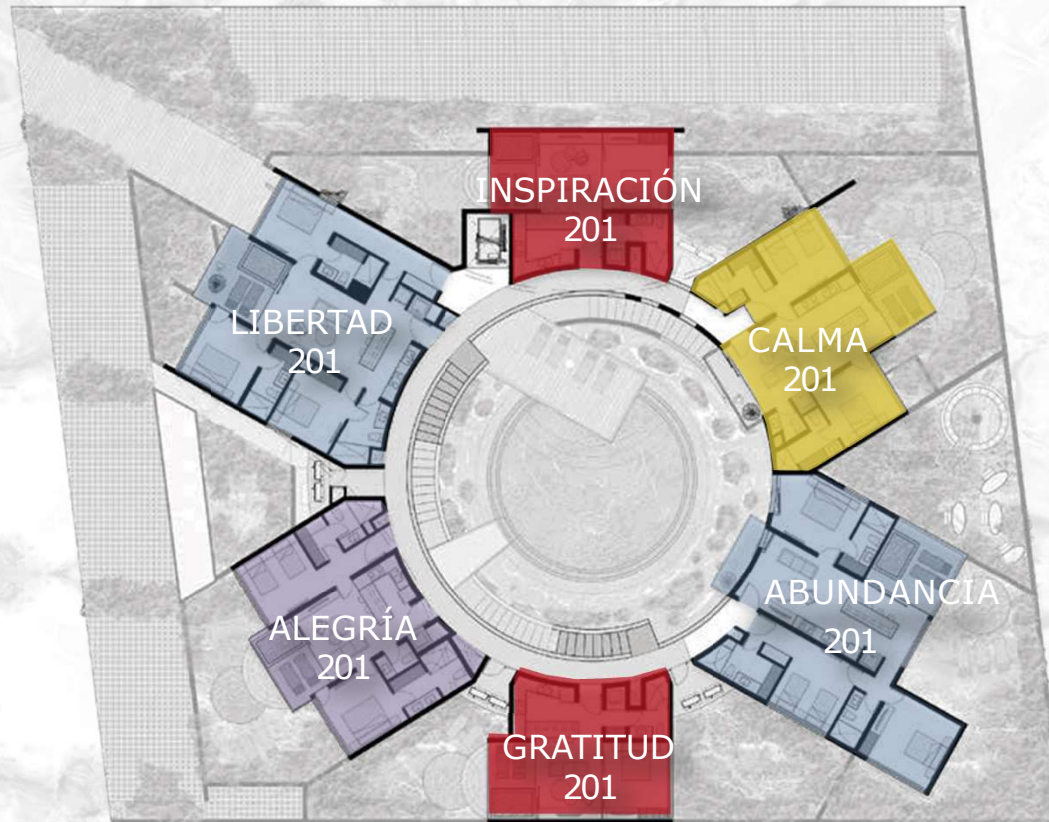 INSPIRACIÓN
201
LIBERTAD
201
CALMA
201
ABUNDANCIA
201
ALEGRÍA
201
GRATITUD
201